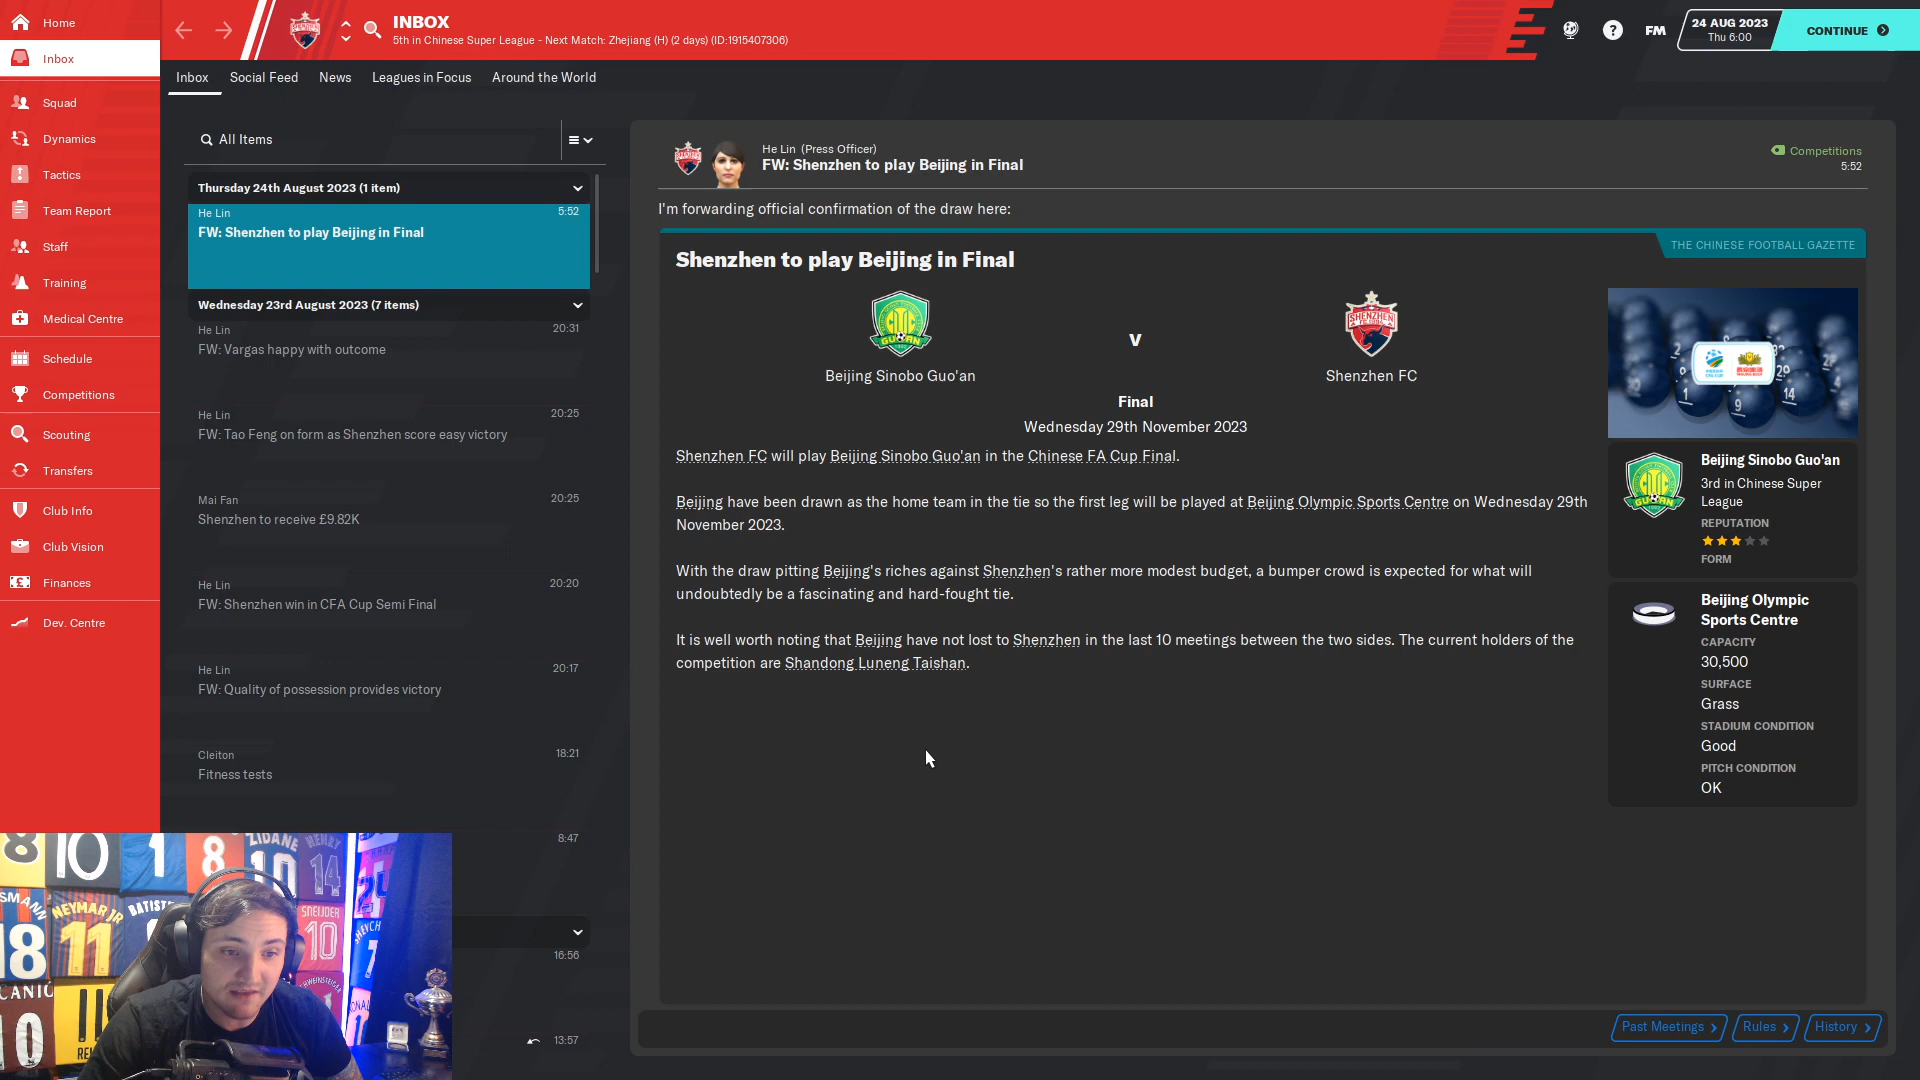 Home
Inbox
Squad
Dynamics
Tactics
Team Report
Staff
Training
Medical Centre
Schedule
Competitions
Scouting
Transfers
Club Info
Club Vision
Finances
Dev. Centre
INBOX
5th in Chinese Super League - Next Match: Zhejiang (H) (2 days) (ID:1915407306)
FM
24 AUG 2023
Thu 6:00
CONTINUE
Inbox
Social Feed
News
Leagues in Focus
Around the World
All Items
Thursday 24th August 2023 (1 item)
He Lin 5:52
FW: Shenzhen to play Beijing in Final
Wednesday 23rd August 2023 (7 items)
He Lin 20:31
FW: Vargas happy with outcome
He Lin 20:25
FW: Tao Feng on form as Shenzhen score easy victory
Mai Fan 20:25
Shenzhen to receive £9.82K
He Lin 20:20
FW: Shenzhen win in CFA Cup Semi Final
He Lin 20:17
FW: Quality of possession provides victory
Cleiton 18:21
Fitness tests
8:47
16:56
13:57
He Lin (Press Officer)
FW: Shenzhen to play Beijing in Final
Competitions
5:52
I'm forwarding official confirmation of the draw here:
THE CHINESE FOOTBALL GAZETTE
Shenzhen to play Beijing in Final
v
Beijing Sinobo Guo'an
Shenzhen FC
Final
Wednesday 29th November 2023
Shenzhen FC will play Beijing Sinobo Guo'an in the Chinese FA Cup Final.
Beijing have been drawn as the home team in the tie so the first leg will be played at Beijing Olympic Sports Centre on Wednesday 29th
November 2023.
With the draw pitting Beijing's riches against Shenzhen's rather more modest budget, a bumper crowd is expected for what will
undoubtedly be a fascinating and hard-fought tie.
It is well worth noting that Beijing have not lost to Shenzhen in the last 10 meetings between the two sides. The current holders of the
competition are Shandong Luneng Taishan.
Beijing Sinobo Guo'an
3rd in Chinese Super
League
REPUTATION
FORM
Beijing Olympic
Sports Centre
CAPACITY
30,500
SURFACE
Grass
STADIUM CONDITION
Good
PITCH CONDITION
OK
Past Meetings
Rules
History
8
10
1
8
ZIDANE
10
HENRY
14
NEYMAR JR
11
18
SNEIJDER
10
7
10